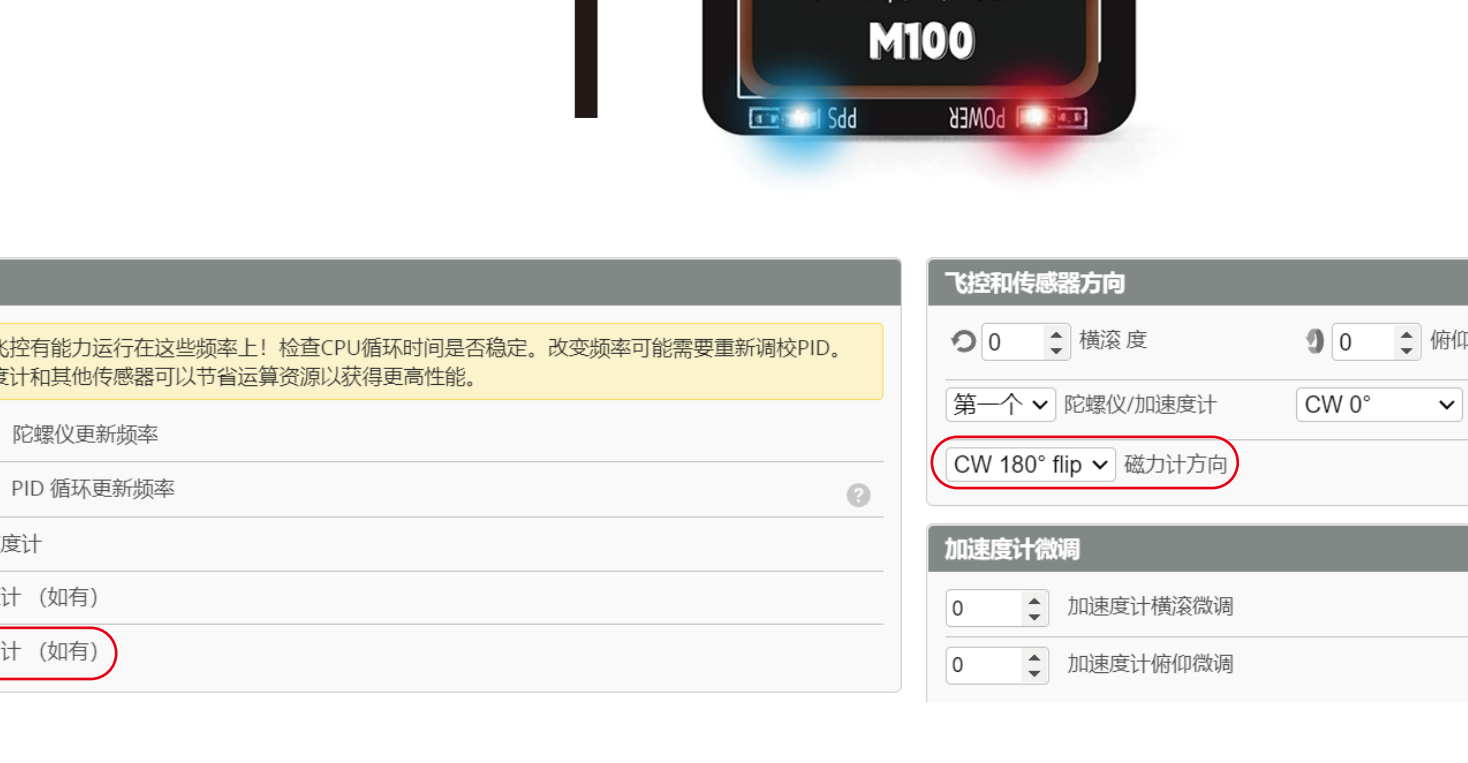 M100
PPS
POWER
飞控和传感器方向
飞控有能力运行在这些频率上！检查CPU循环时间是否稳定。改变频率可能需要重新调校PID。
度计和其他传感器可以节省运算资源以获得更高性能。
陀螺仪更新频率
PID 循环更新频率
?
度计
计 （如有）
计 （如有）
0
横滚 度
0
俯仰
第一个
陀螺仪/加速度计
CW 0°
CW 180° flip
磁力计方向
加速度计微调
0
加速度计横滚微调
0
加速度计俯仰微调